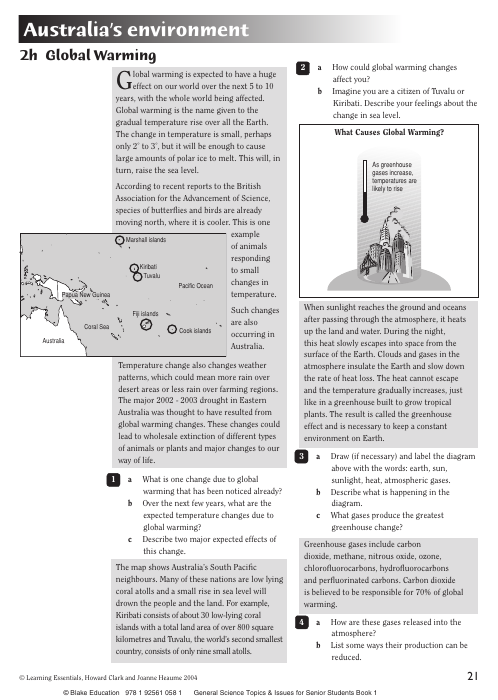 Australia's environment
2h Global Warming
Global warming is expected to have a huge
effect on our world over the next 5 to 10
years, with the whole world being affected.
Global warming is the name given to the
gradual temperature rise over all the Earth.
The change in temperature is small, perhaps
only 2˚ to 3˚, but it will be enough to cause
large amounts of polar ice to melt. This will, in
turn, raise the sea level.
According to recent reports to the British
Association for the Advancement of Science,
species of butterflies and birds are already
moving north, where it is cooler. This is one
example
of animals
responding
to small
changes in
temperature.
Such changes
are also
occurring in
Australia.
Marshall islands
Kiribati
Tuvalu
Pacific Ocean
Papua New Guinea
Fiji islands
Coral Sea
Cook islands
Australia
Temperature change also changes weather
patterns, which could mean more rain over
desert areas or less rain over farming regions.
The major 2002 - 2003 drought in Eastern
Australia was thought to have resulted from
global warming changes. These changes could
lead to wholesale extinction of different types
of animals or plants and major changes to our
way of life.
1 a What is one change due to global
warming that has been noticed already?
b Over the next few years, what are the
expected temperature changes due to
global warming?
c Describe two major expected effects of
this change.
The map shows Australia's South Pacific
neighbours. Many of these nations are low lying
coral atolls and a small rise in sea level will
drown the people and the land. For example,
Kiribati consists of about 30 low-lying coral
islands with a total land area of over 800 square
kilometres and Tuvalu, the world's second smallest
country, consists of only nine small atolls.
2 a How could global warming changes
affect you?
b Imagine you are a citizen of Tuvalu or
Kiribati. Describe your feelings about the
change in sea level.
What Causes Global Warming?
As greenhouse
gases increase,
temperatures are
likely to rise
When sunlight reaches the ground and oceans
after passing through the atmosphere, it heats
up the land and water. During the night,
this heat slowly escapes into space from the
surface of the Earth. Clouds and gases in the
atmosphere insulate the Earth and slow down
the rate of heat loss. The heat cannot escape
and the temperature gradually increases, just
like in a greenhouse built to grow tropical
plants. The result is called the greenhouse
effect and is necessary to keep a constant
environment on Earth.
3 a Draw (if necessary) and label the diagram
above with the words: earth, sun,
sunlight, heat, atmospheric gases.
b Describe what is happening in the
diagram.
c What gases produce the greatest
greenhouse change?
Greenhouse gases include carbon
dioxide, methane, nitrous oxide, ozone,
chlorofluorocarbons, hydrofluorocarbons
and perfluorinated carbons. Carbon dioxide
is believed to be responsible for 70% of global
warming.
4 a How are these gases released into the
atmosphere?
b List some ways their production can be
reduced.
© Learning Essentials, Howard Clark and Joanne Heaume 2004
21
© Blake Education 978 1 92561 058 1 General Science Topics & Issues for Senior Students Book 1